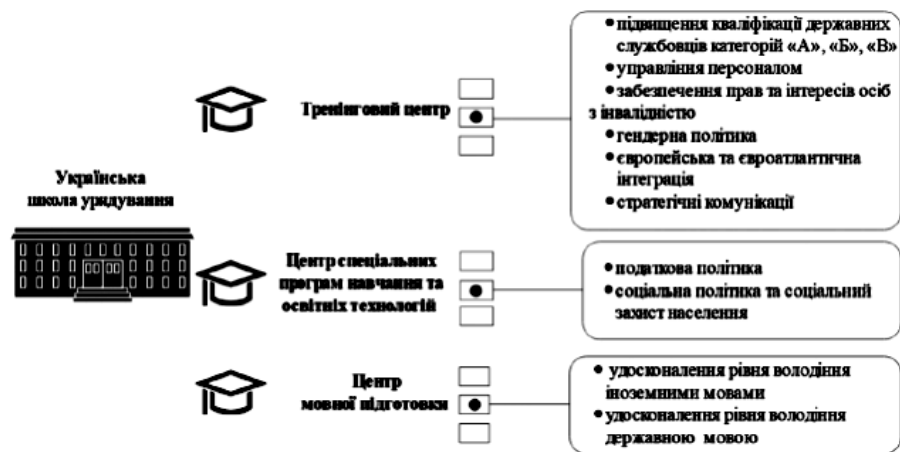 Українська
школа урядування
Тренінговий центр
● підвищення кваліфікації державних
службовців категорій «А», «Б», «В»
● управління персоналом
● забезпечення прав та інтересів осіб
з інвалідністю
● гендерна політика
● європейська та євроатлантична
інтеграція
● стратегічні комунікації
Центр спеціальних
програм навчання та
освітніх технологій
● податкова політика
● соціальна політика та соціальний
захист населення
Центр
мовної підготовки
● удосконалення рівня володіння
іноземними мовами
● удосконалення рівня володіння
державною мовою